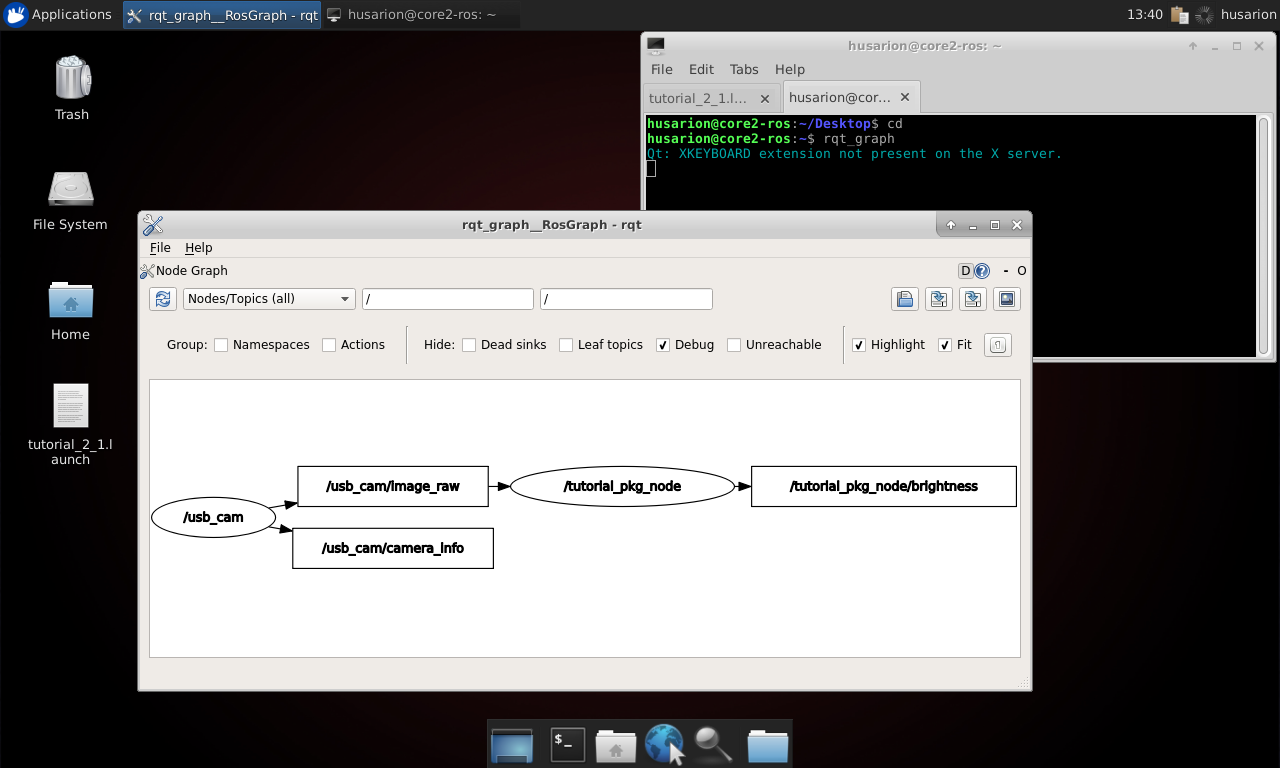 Applications
rqt_graph__RosGraph - rqt
husarion@core2-ros: ~
13:40
husarion
Trash
File System
Home
tutorial_2_1.l
aunch
husarion@core2-ros: ~
File Edit Tabs Help
tutorial_2_1.l...
husarion@cor...
husarion@core2-ros:~/Desktop$ cd
husarion@core2-ros:~$ rqt_graph
Qt: XKEYBOARD extension not present on the X server.
rqt_graph__RosGraph - rqt
File Help
Node Graph
D ? - O
Nodes/Topics (all) / /
Group: Namespaces Actions Hide: Dead sinks Leaf topics Debug Unreachable Highlight Fit
/usb_cam/image_raw
/tutorial_pkg_node
/tutorial_pkg_node/brightness
/usb_cam
/usb_cam/camera_info
$_